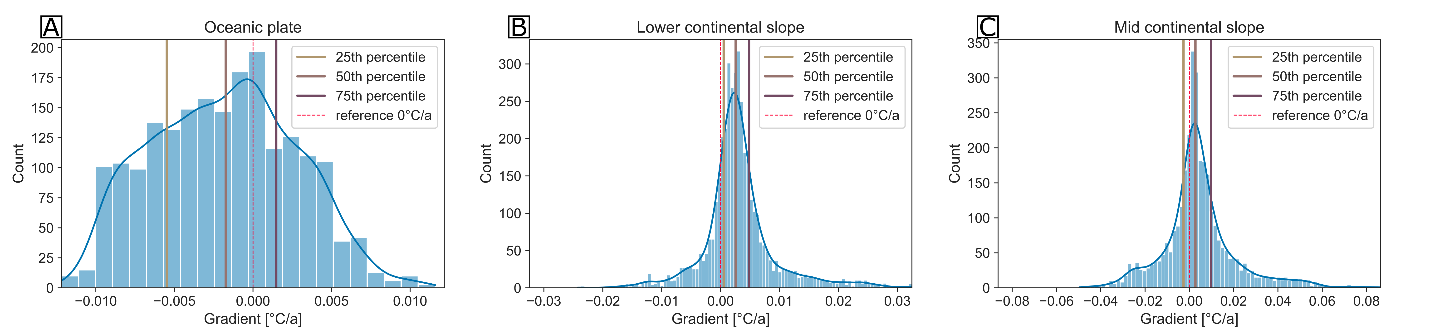 A
Oceanic plate
200
175
150
125
100
75
50
25
0
Count
−0.010
−0.005
0.000
0.005
0.010
Gradient [°C/a]
25th percentile
50th percentile
75th percentile
reference 0°C/a
B
Lower continental slope
300
250
200
150
100
50
0
Count
−0.03
−0.02
−0.01
0.00
0.01
0.02
0.03
Gradient [°C/a]
25th percentile
50th percentile
75th percentile
reference 0°C/a
C
Mid continental slope
350
300
250
200
150
100
50
0
Count
−0.08
−0.06
−0.04
−0.02
0.00
0.02
0.04
0.06
0.08
Gradient [°C/a]
25th percentile
50th percentile
75th percentile
reference 0°C/a